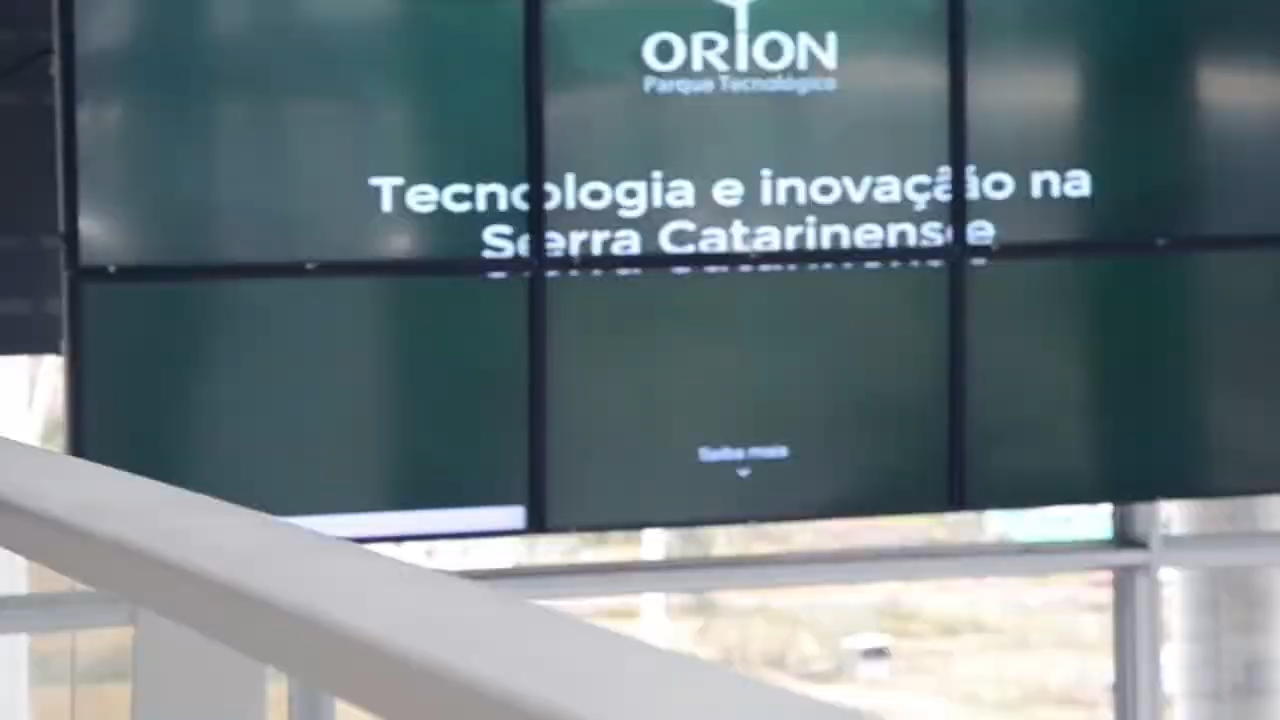 ORION
Parque Tecnológico
Tecnologia e inovação na
Serra Catarinense
Saiba mais